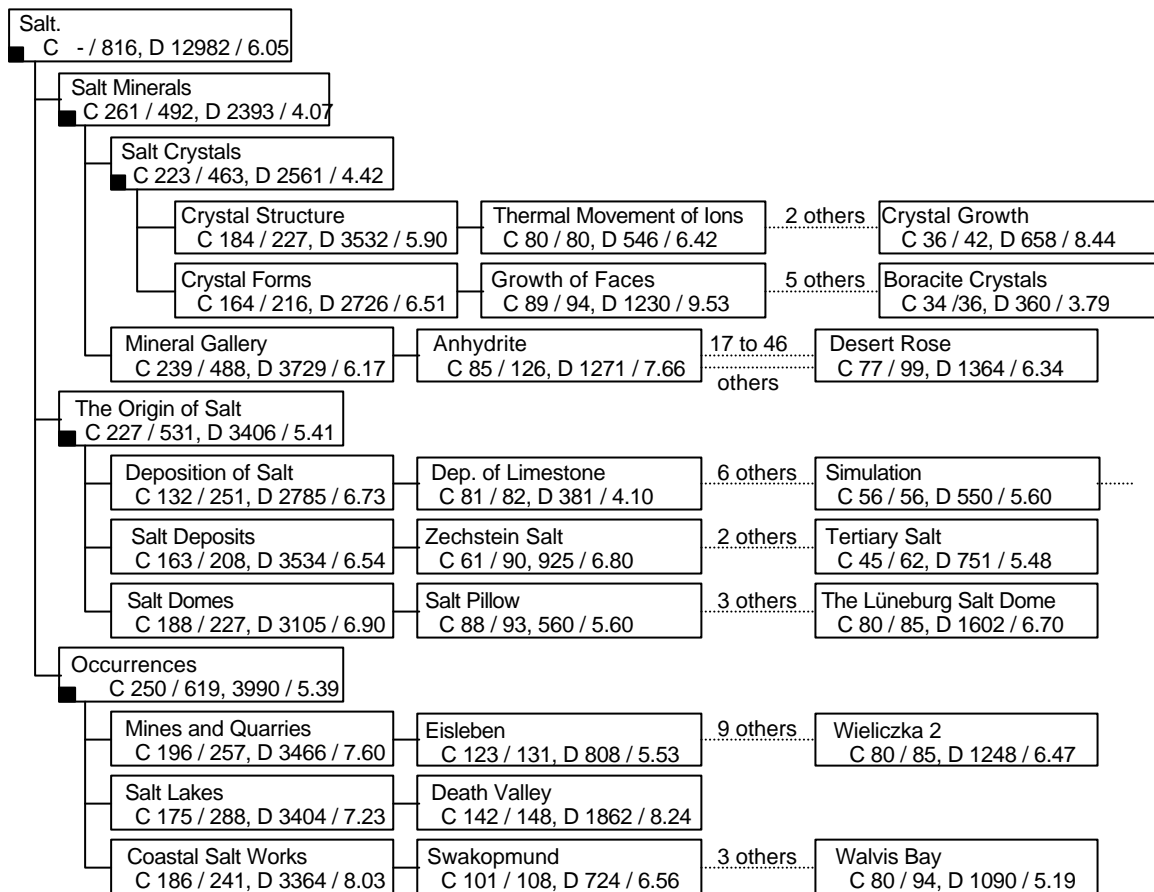 Salt.
C - / 816, D 12982 / 6.05
Salt Minerals
C 261 / 492, D 2393 / 4.07
Salt Crystals
C 223 / 463, D 2561 / 4.42
Crystal Structure
C 184 / 227, D 3532 / 5.90
Thermal Movement of Ions
C 80 / 80, D 546 / 6.42
2 others
Crystal Growth
C 36 / 42, D 658 / 8.44
Crystal Forms
C 164 / 216, D 2726 / 6.51
Growth of Faces
C 89 / 94, D 1230 / 9.53
5 others
Boracite Crystals
C 34 /36, D 360 / 3.79
Mineral Gallery
C 239 / 488, D 3729 / 6.17
Anhydrite
C 85 / 126, D 1271 / 7.66
17 to 46
others
Desert Rose
C 77 / 99, D 1364 / 6.34
The Origin of Salt
C 227 / 531, D 3406 / 5.41
Deposition of Salt
C 132 / 251, D 2785 / 6.73
Dep. of Limestone
C 81 / 82, D 381 / 4.10
6 others
Simulation
C 56 / 56, D 550 / 5.60
Salt Deposits
C 163 / 208, D 3534 / 6.54
Zechstein Salt
C 61 / 90, 925 / 6.80
2 others
Tertiary Salt
C 45 / 62, D 751 / 5.48
Salt Domes
C 188 / 227, D 3105 / 6.90
Salt Pillow
C 88 / 93, 560 / 5.60
3 others
The Lüneburg Salt Dome
C 80 / 85, D 1602 / 6.70
Occurrences
C 250 / 619, 3990 / 5.39
Mines and Quarries
C 196 / 257, D 3466 / 7.60
Eisleben
C 123 / 131, D 808 / 5.53
9 others
Wieliczka 2
C 80 / 85, D 1248 / 6.47
Salt Lakes
C 175 / 288, D 3404 / 7.23
Death Valley
C 142 / 148, D 1862 / 8.24
Coastal Salt Works
C 186 / 241, D 3364 / 8.03
Swakopmund
C 101 / 108, D 724 / 6.56
3 others
Walvis Bay
C 80 / 94, D 1090 / 5.19